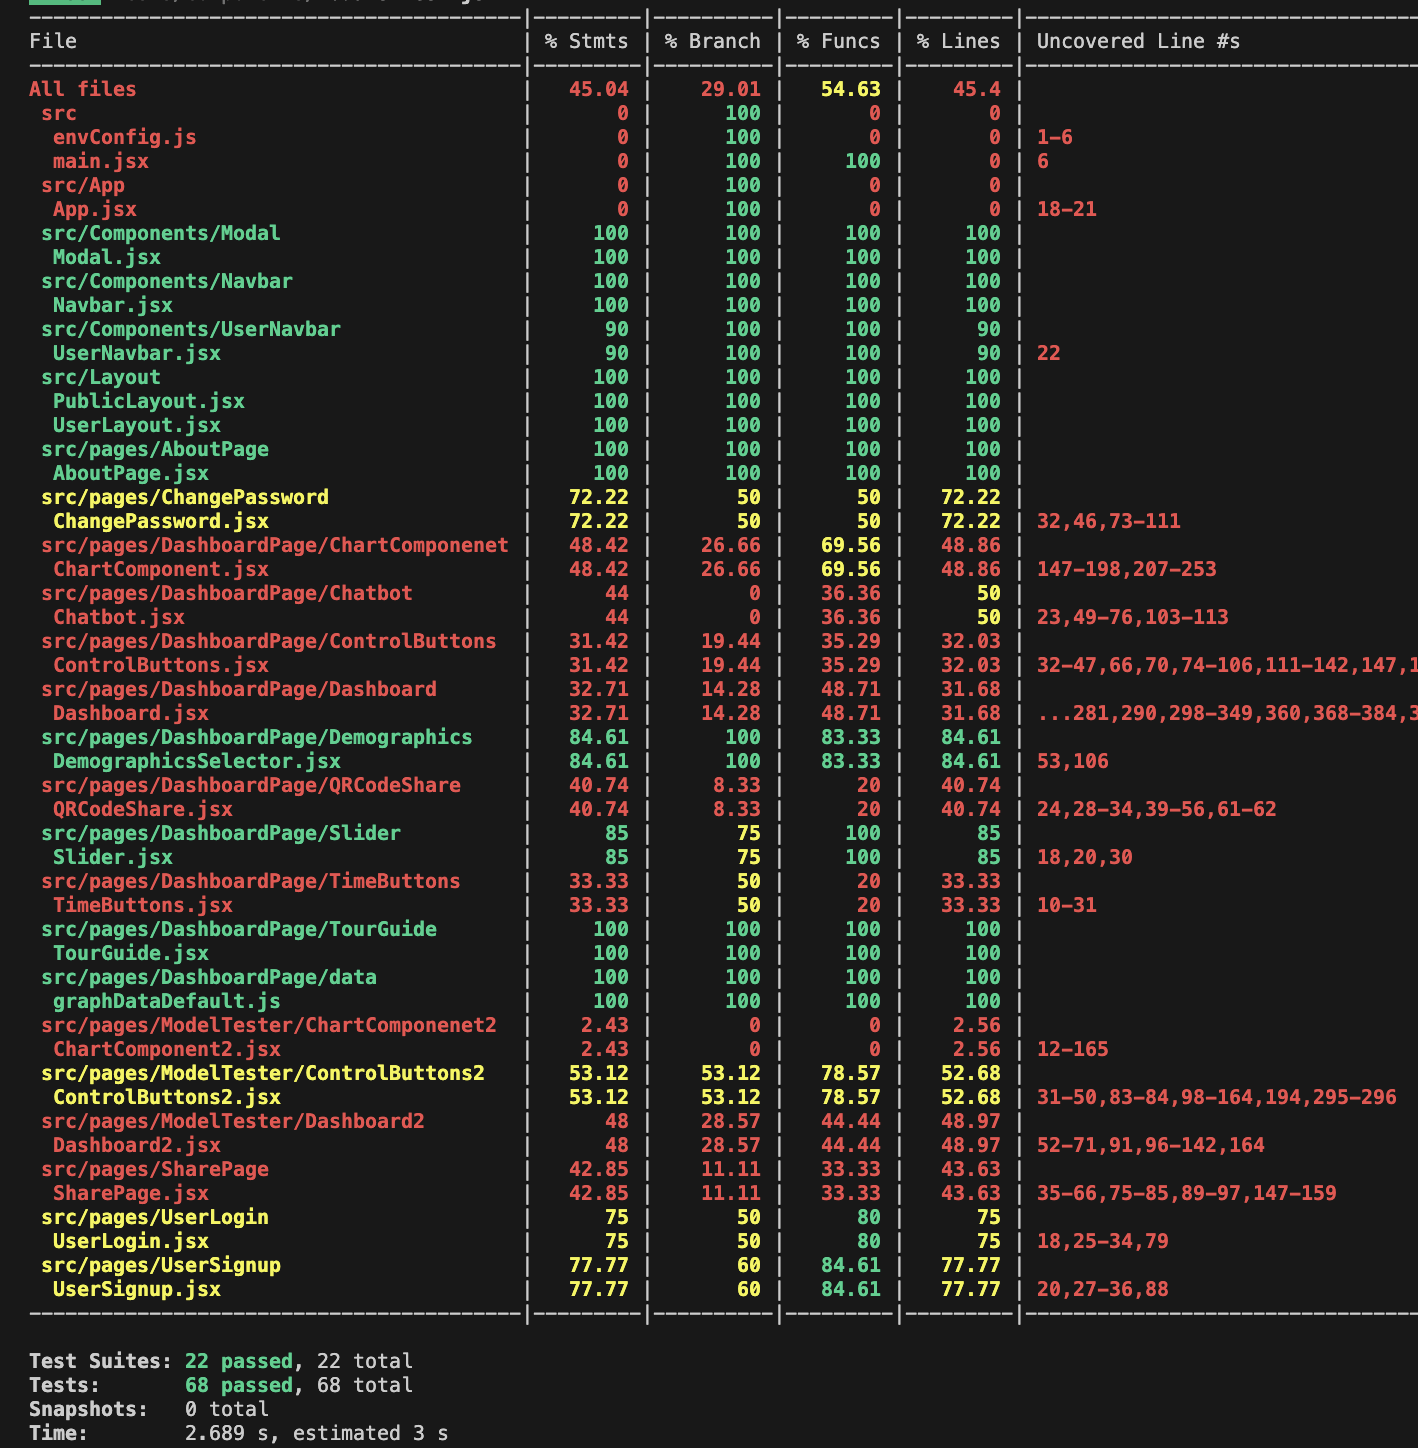 File | % Stmts | % Branch | % Funcs | % Lines | Uncovered Line #s
All files | 45.04 | 29.01 | 54.63 | 45.4 |
src | 0 | 100 | 0 | 0 |
envConfig.js | 0 | 100 | 0 | 0 | 1-6
main.jsx | 0 | 100 | 100 | 0 | 6
src/App | 0 | 100 | 0 | 0 |
App.jsx | 0 | 100 | 0 | 0 | 18-21
src/Components/Modal | 100 | 100 | 100 | 100 |
Modal.jsx | 100 | 100 | 100 | 100 |
src/Components/Navbar | 100 | 100 | 100 | 100 |
Navbar.jsx | 100 | 100 | 100 | 100 |
src/Components/UserNavbar | 90 | 100 | 100 | 90 |
UserNavbar.jsx | 90 | 100 | 100 | 90 | 22
src/Layout | 100 | 100 | 100 | 100 |
PublicLayout.jsx | 100 | 100 | 100 | 100 |
UserLayout.jsx | 100 | 100 | 100 | 100 |
src/pages/AboutPage | 100 | 100 | 100 | 100 |
AboutPage.jsx | 100 | 100 | 100 | 100 |
src/pages/ChangePassword | 72.22 | 50 | 50 | 72.22 |
ChangePassword.jsx | 72.22 | 50 | 50 | 72.22 | 32,46,73-111
src/pages/DashboardPage/ChartComponenet | 48.42 | 26.66 | 69.56 | 48.86 |
ChartComponent.jsx | 48.42 | 26.66 | 69.56 | 48.86 | 147-198,207-253
src/pages/DashboardPage/Chatbot | 44 | 0 | 36.36 | 50 |
Chatbot.jsx | 44 | 0 | 36.36 | 50 | 23,49-76,103-113
src/pages/DashboardPage/ControlButtons | 31.42 | 19.44 | 35.29 | 32.03 |
ControlButtons.jsx | 31.42 | 19.44 | 35.29 | 32.03 | 32-47,66,70,74-106,111-142,147,1
src/pages/DashboardPage/Dashboard | 32.71 | 14.28 | 48.71 | 31.68 |
Dashboard.jsx | 32.71 | 14.28 | 48.71 | 31.68 | ...281,290,298-349,360,368-384,3
src/pages/DashboardPage/Demographics | 84.61 | 100 | 83.33 | 84.61 |
DemographicsSelector.jsx | 84.61 | 100 | 83.33 | 84.61 | 53,106
src/pages/DashboardPage/QRCodeShare | 40.74 | 8.33 | 20 | 40.74 |
QRCodeShare.jsx | 40.74 | 8.33 | 20 | 40.74 | 24,28-34,39-56,61-62
src/pages/DashboardPage/Slider | 85 | 75 | 100 | 85 |
Slider.jsx | 85 | 75 | 100 | 85 | 18,20,30
src/pages/DashboardPage/TimeButtons | 33.33 | 50 | 20 | 33.33 |
TimeButtons.jsx | 33.33 | 50 | 20 | 33.33 | 10-31
src/pages/DashboardPage/TourGuide | 100 | 100 | 100 | 100 |
TourGuide.jsx | 100 | 100 | 100 | 100 |
src/pages/DashboardPage/data | 100 | 100 | 100 | 100 |
graphDataDefault.js | 100 | 100 | 100 | 100 |
src/pages/ModelTester/ChartComponenet2 | 2.43 | 0 | 0 | 2.56 |
ChartComponent2.jsx | 2.43 | 0 | 0 | 2.56 | 12-165
src/pages/ModelTester/ControlButtons2 | 53.12 | 53.12 | 78.57 | 52.68 |
ControlButtons2.jsx | 53.12 | 53.12 | 78.57 | 52.68 | 31-50,83-84,98-164,194,295-296
src/pages/ModelTester/Dashboard2 | 48 | 28.57 | 44.44 | 48.97 |
Dashboard2.jsx | 48 | 28.57 | 44.44 | 48.97 | 52-71,91,96-142,164
src/pages/SharePage | 42.85 | 11.11 | 33.33 | 43.63 |
SharePage.jsx | 42.85 | 11.11 | 33.33 | 43.63 | 35-66,75-85,89-97,147-159
src/pages/UserLogin | 75 | 50 | 80 | 75 |
UserLogin.jsx | 75 | 50 | 80 | 75 | 18,25-34,79
src/pages/UserSignup | 77.77 | 60 | 84.61 | 77.77 |
UserSignup.jsx | 77.77 | 60 | 84.61 | 77.77 | 20,27-36,88
Test Suites: 22 passed, 22 total
Tests: 68 passed, 68 total
Snapshots: 0 total
Time: 2.689 s, estimated 3 s